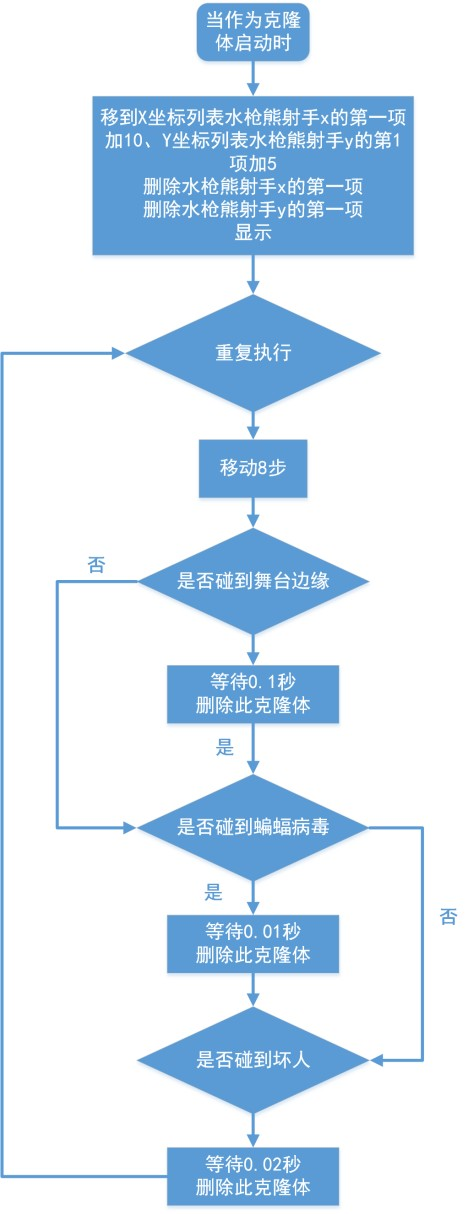 当作为克隆
体启动时
移到X坐标列表水枪熊射手x的第一项
加10、Y坐标列表水枪熊射手y的第1
项加5
删除水枪熊射手x的第一项
删除水枪熊射手y的第一项
显示
重复执行
移动8步
否
是否碰到舞台边缘
等待0.1秒
删除此克隆体
是
是否碰到蝙蝠病毒
是
否
等待0.01秒
删除此克隆体
是否碰到坏人
等待0.02秒
删除此克隆体